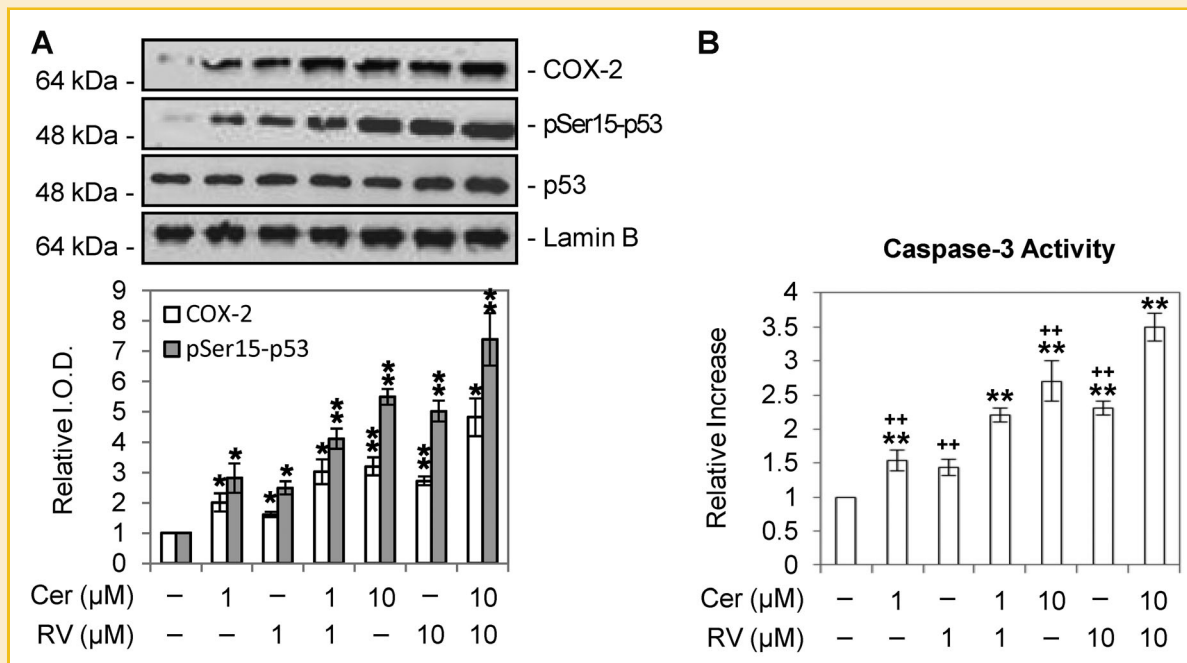 A
64 kDa -
- COX-2
48 kDa -
- pSer15-p53
48 kDa -
- p53
64 kDa -
- Lamin B
Relative I.O.D.
9
8
7
6
5
4
3
2
1
0
COX-2
pSer15-p53
* * * * * ** * ** ** ** ** ** * **
Cer (µM) – 1 – 1 10 – 10
RV (µM) – – 1 1 – 10 10
B
Caspase-3 Activity
Relative Increase
4
3.5
3
2.5
2
1.5
1
0.5
0
++
**
++
**
++
**
++
**
**
Cer (µM) – 1 – 1 10 – 10
RV (µM) – – 1 1 – 10 10